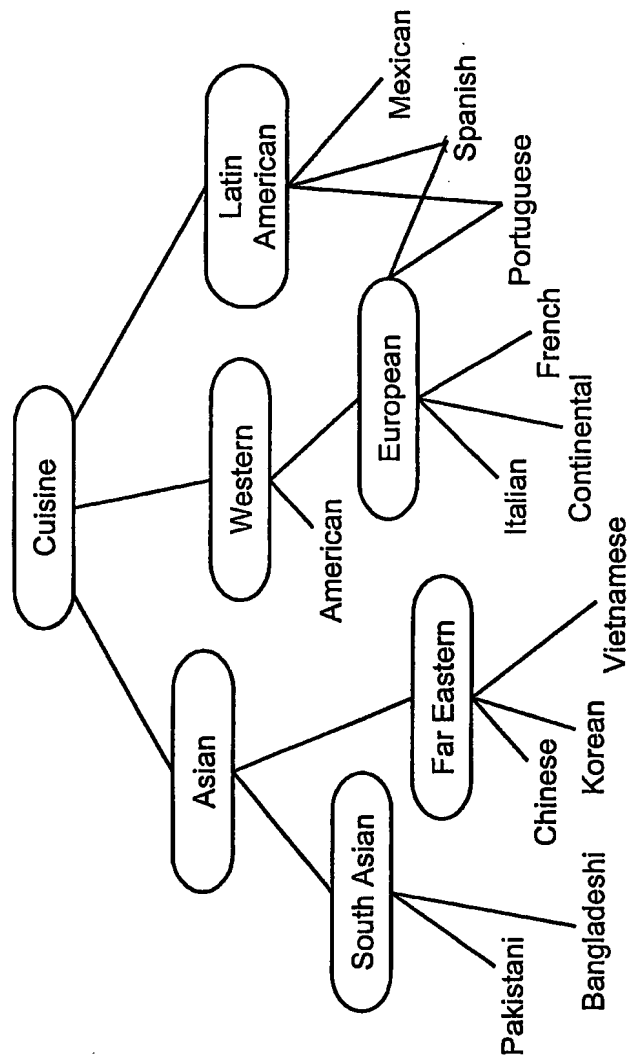 Cuisine
Asian
Western
Latin
American
South Asian
Far Eastern
American
European
Mexican
Spanish
Portuguese
Pakistani
Bangladeshi
Chinese
Korean
Vietnamese
Italian
Continental
French